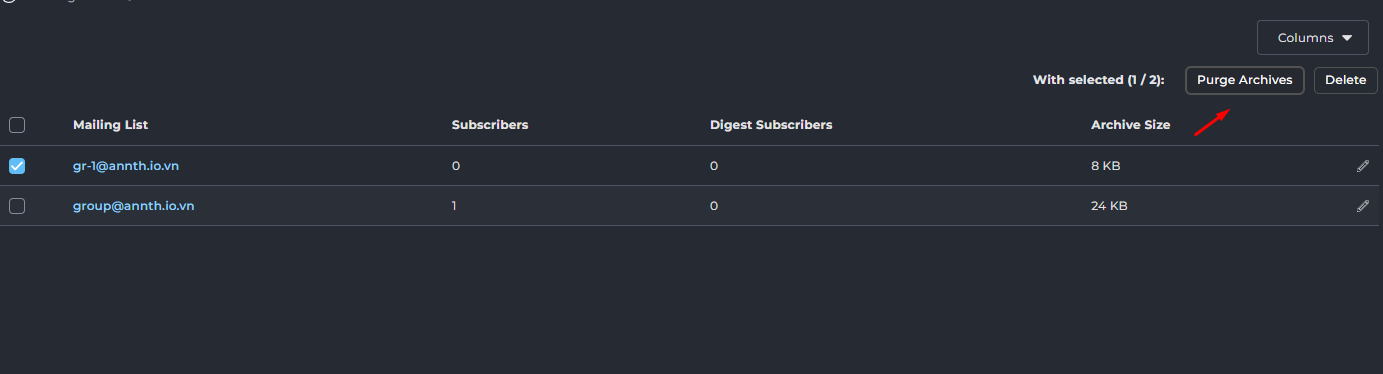 Columns
With selected (1 / 2): Purge Archives Delete
Mailing List Subscribers Digest Subscribers Archive Size
gr-1@annth.io.vn 0 0 8 KB
group@annth.io.vn 1 0 24 KB